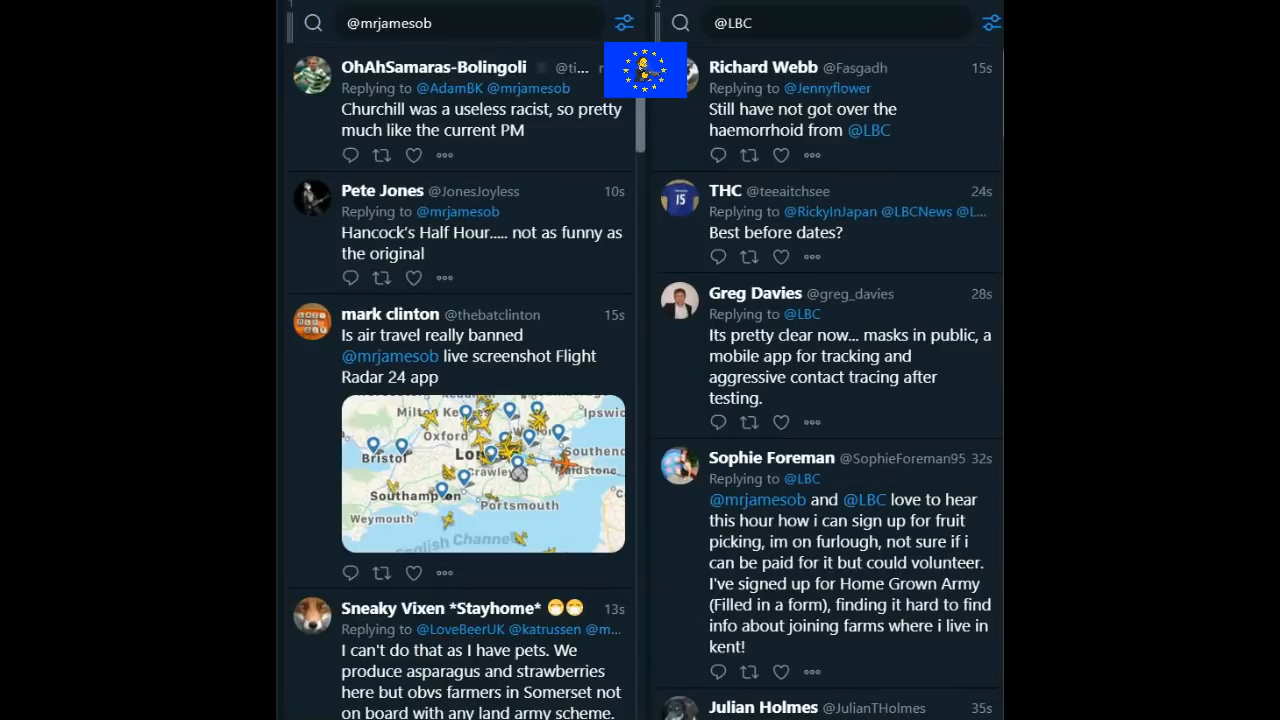 1
@mrjamesob
OhAhSamaras-Bolingoli @ti...
Replying to @AdamBK @mrjamesob
Churchill was a useless racist, so pretty
much like the current PM
Pete Jones @JonesJoyless 10s
Replying to @mrjamesob
Hancock's Half Hour..... not as funny as
the original
mark clinton @thebatclinton 15s
Is air travel really banned
@mrjamesob live screenshot Flight
Radar 24 app
Oxford
Bristol
Crawley
Southend
Maidstone
Southampton
Portsmouth
Weymouth
English Channel
Sneaky Vixen *Stayhome* 😷😷 13s
Replying to @LoveBeerUK @katrussen @m...
I can't do that as I have pets. We
produce asparagus and strawberries
here but obvs farmers in Somerset not
on board with any land army scheme.
2
@LBC
Richard Webb @Fasgadh 15s
Replying to @Jennyflower
Still have not got over the
haemorrhoid from @LBC
THC @teeaitchsee 24s
Replying to @RickyInJapan @LBCNews @L...
Best before dates?
Greg Davies @greg_davies 28s
Replying to @LBC
Its pretty clear now... masks in public, a
mobile app for tracking and
aggressive contact tracing after
testing.
Sophie Foreman @SophieForeman95 32s
Replying to @LBC
@mrjamesob and @LBC love to hear
this hour how i can sign up for fruit
picking, im on furlough, not sure if i
can be paid for it but could volunteer.
I've signed up for Home Grown Army
(Filled in a form), finding it hard to find
info about joining farms where i live in
kent!
Julian Holmes @JulianTHolmes 35s